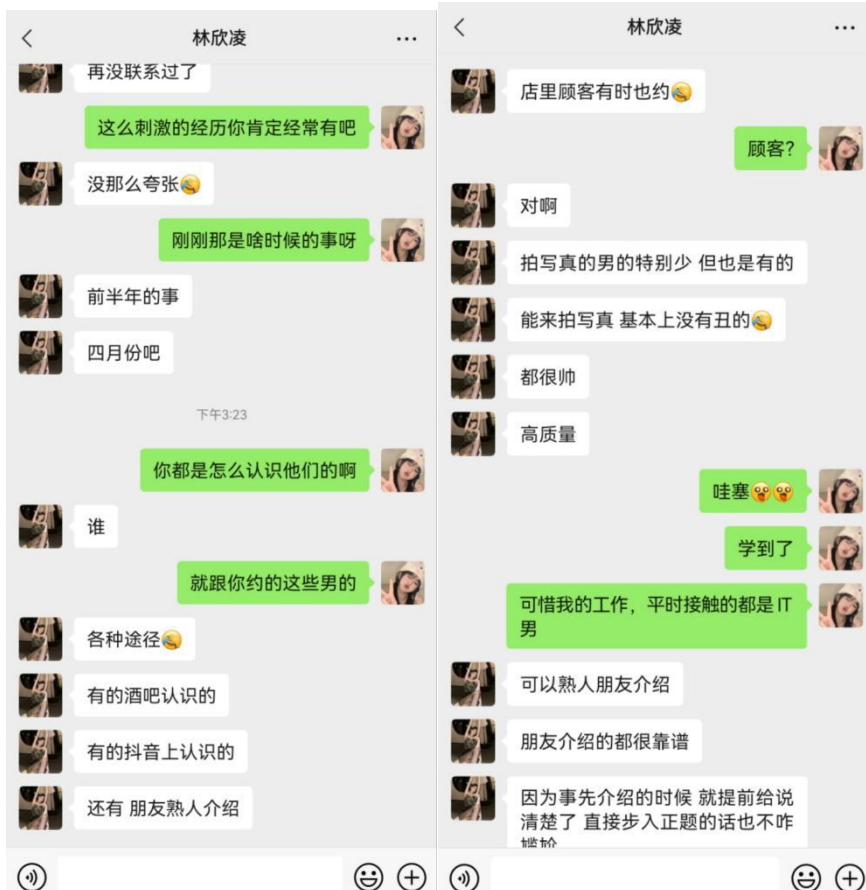 林欣凌
再没联系过了
这么刺激的经历你肯定经常有吧
没那么夸张
刚刚那是啥时候的事呀
前半年的事
四月份吧
下午3:23
你都是怎么认识他们的啊
谁
就跟你约的这些男的
各种途径
有的酒吧认识的
有的抖音上认识的
还有 朋友熟人介绍
林欣凌
店里顾客有时也约
顾客?
对啊
拍写真的男的特别少 但也是有的
能来拍写真 基本上没有丑的
都很帅
高质量
哇塞
学到了
可惜我的工作，平时接触的都是IT
男
可以熟人朋友介绍
朋友介绍的都很靠谱
因为事先介绍的时候 就提前给说
清楚了 直接步入正题的话也不咋
尴尬